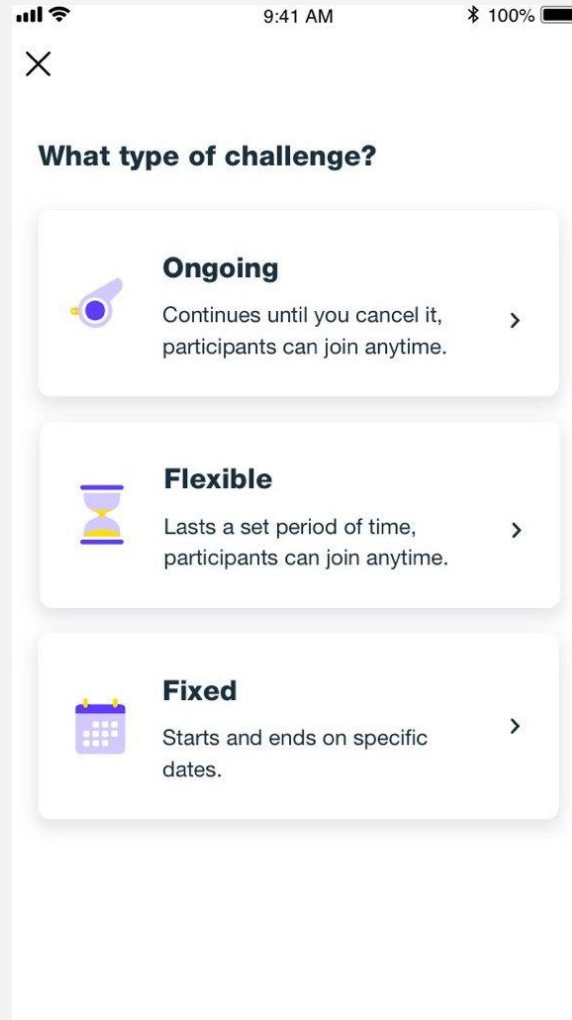 9:41 AM
100%
What type of challenge?
Ongoing
Continues until you cancel it,
participants can join anytime.
Flexible
Lasts a set period of time,
participants can join anytime.
Fixed
Starts and ends on specific
dates.